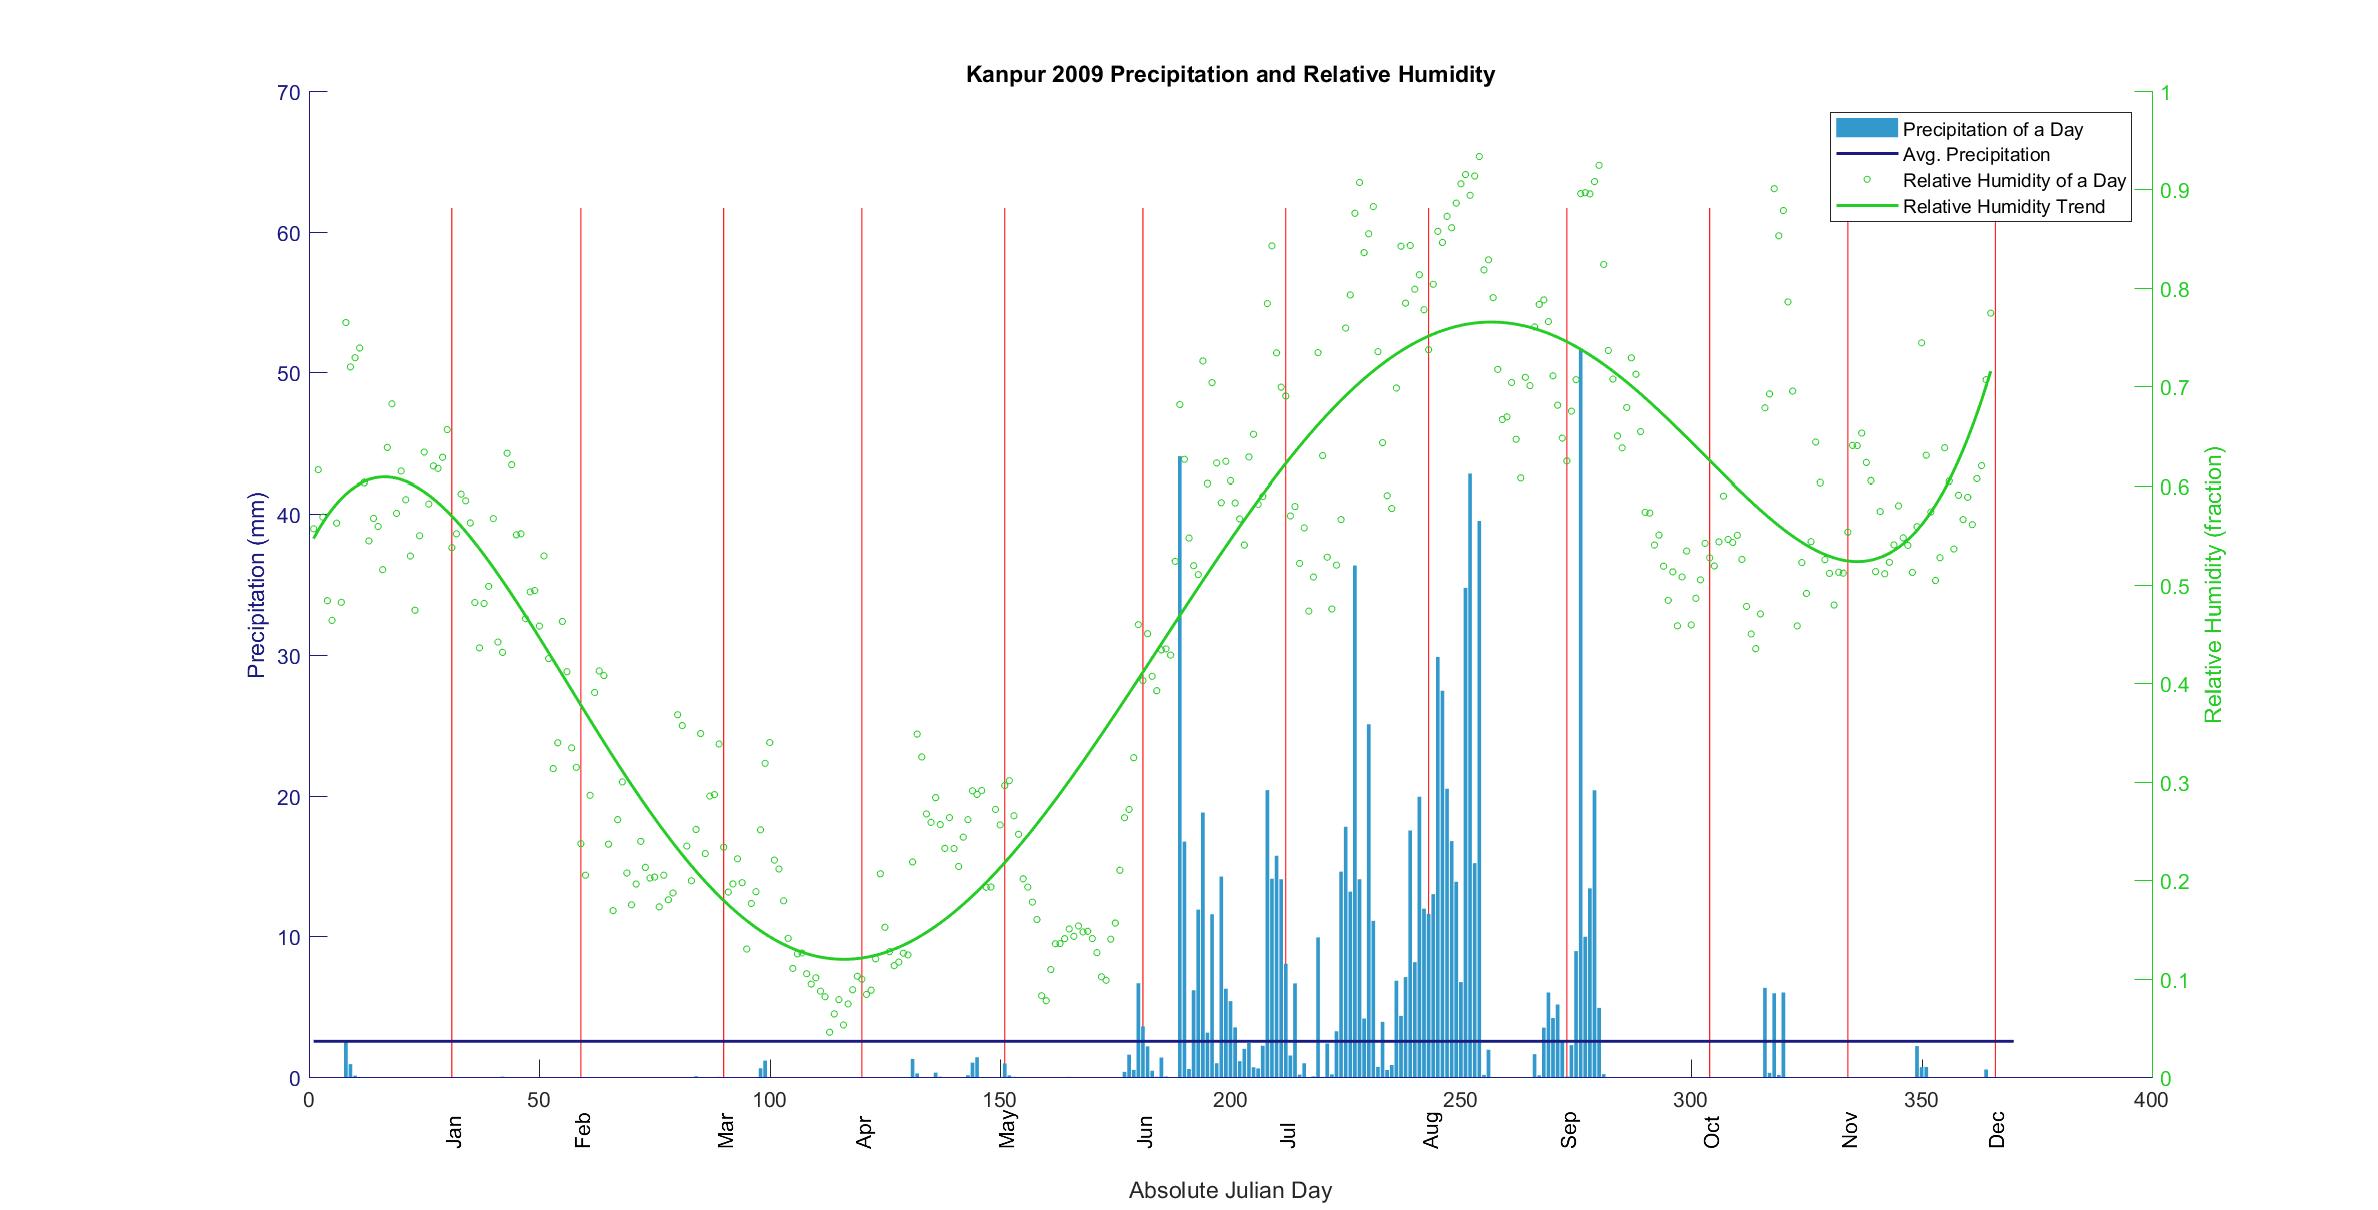 Kanpur 2009 Precipitation and Relative Humidity
Precipitation of a Day
Avg. Precipitation
Relative Humidity of a Day
Relative Humidity Trend
Precipitation (mm)
70
60
50
40
30
20
10
0
Relative Humidity (fraction)
1
0.9
0.8
0.7
0.6
0.5
0.4
0.3
0.2
0.1
0
0 50 100 150 200 250 300 350 400
Jan Feb Mar Apr May Jun Jul Aug Sep Oct Nov Dec
Absolute Julian Day